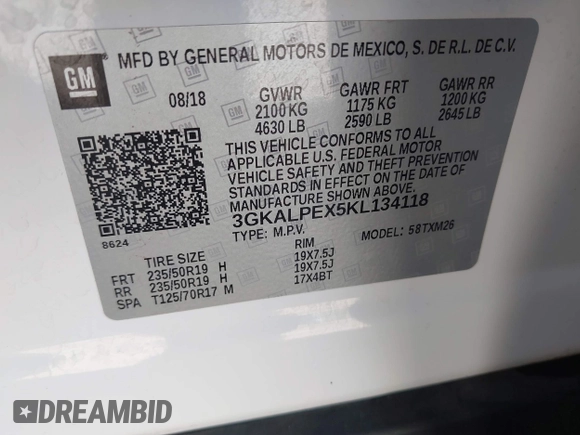 GM
MFD BY GENERAL MOTORS DE MEXICO, S. DE R.L. DE C.V.
08/18 GVWR GAWR FRT GAWR RR
2100 KG 1175 KG 1200 KG
4630 LB 2590 LB 2645 LB
THIS VEHICLE CONFORMS TO ALL
APPLICABLE U.S. FEDERAL MOTOR
VEHICLE SAFETY AND THEFT PREVENTION
STANDARDS IN EFFECT ON THE DATE OF
MANUFACTURE SHOWN ABOVE.
3GKALPEX5KL134118
8624 TYPE: M.P.V. MODEL: 58TXM26
TIRE SIZE RIM
FRT 235/50R19 H 19X7.5J
RR 235/50R19 H 19X7.5J
SPA T125/70R17 M 17X4BT
DREAMBID